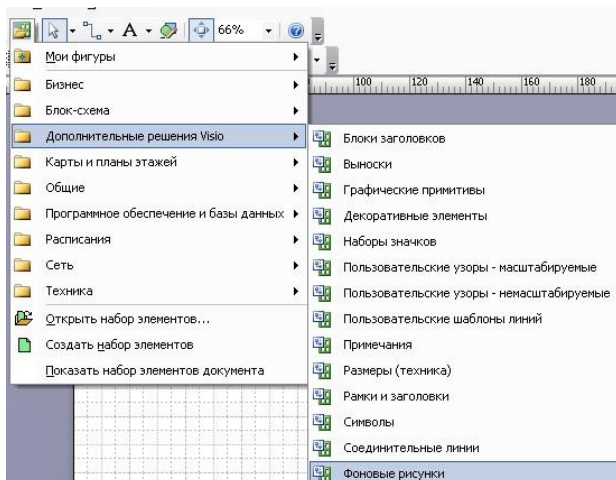 A 66%
Мои фигуры
100 120 140 160 180
Бизнес
Блок-схема
Дополнительные решения Visio
Карты и планы этажей
Общие
Программное обеспечение и базы данных
Расписания
Сеть
Техника
Открыть набор элементов...
Создать набор элементов
Показать набор элементов документа
Блоки заголовков
Выноски
Графические примитивы
Декоративные элементы
Наборы значков
Пользовательские узоры - масштабируемые
Пользовательские узоры - немасштабируемые
Пользовательские шаблоны линий
Примечания
Размеры (техника)
Рамки и заголовки
Символы
Соединительные линии
Фоновые рисунки